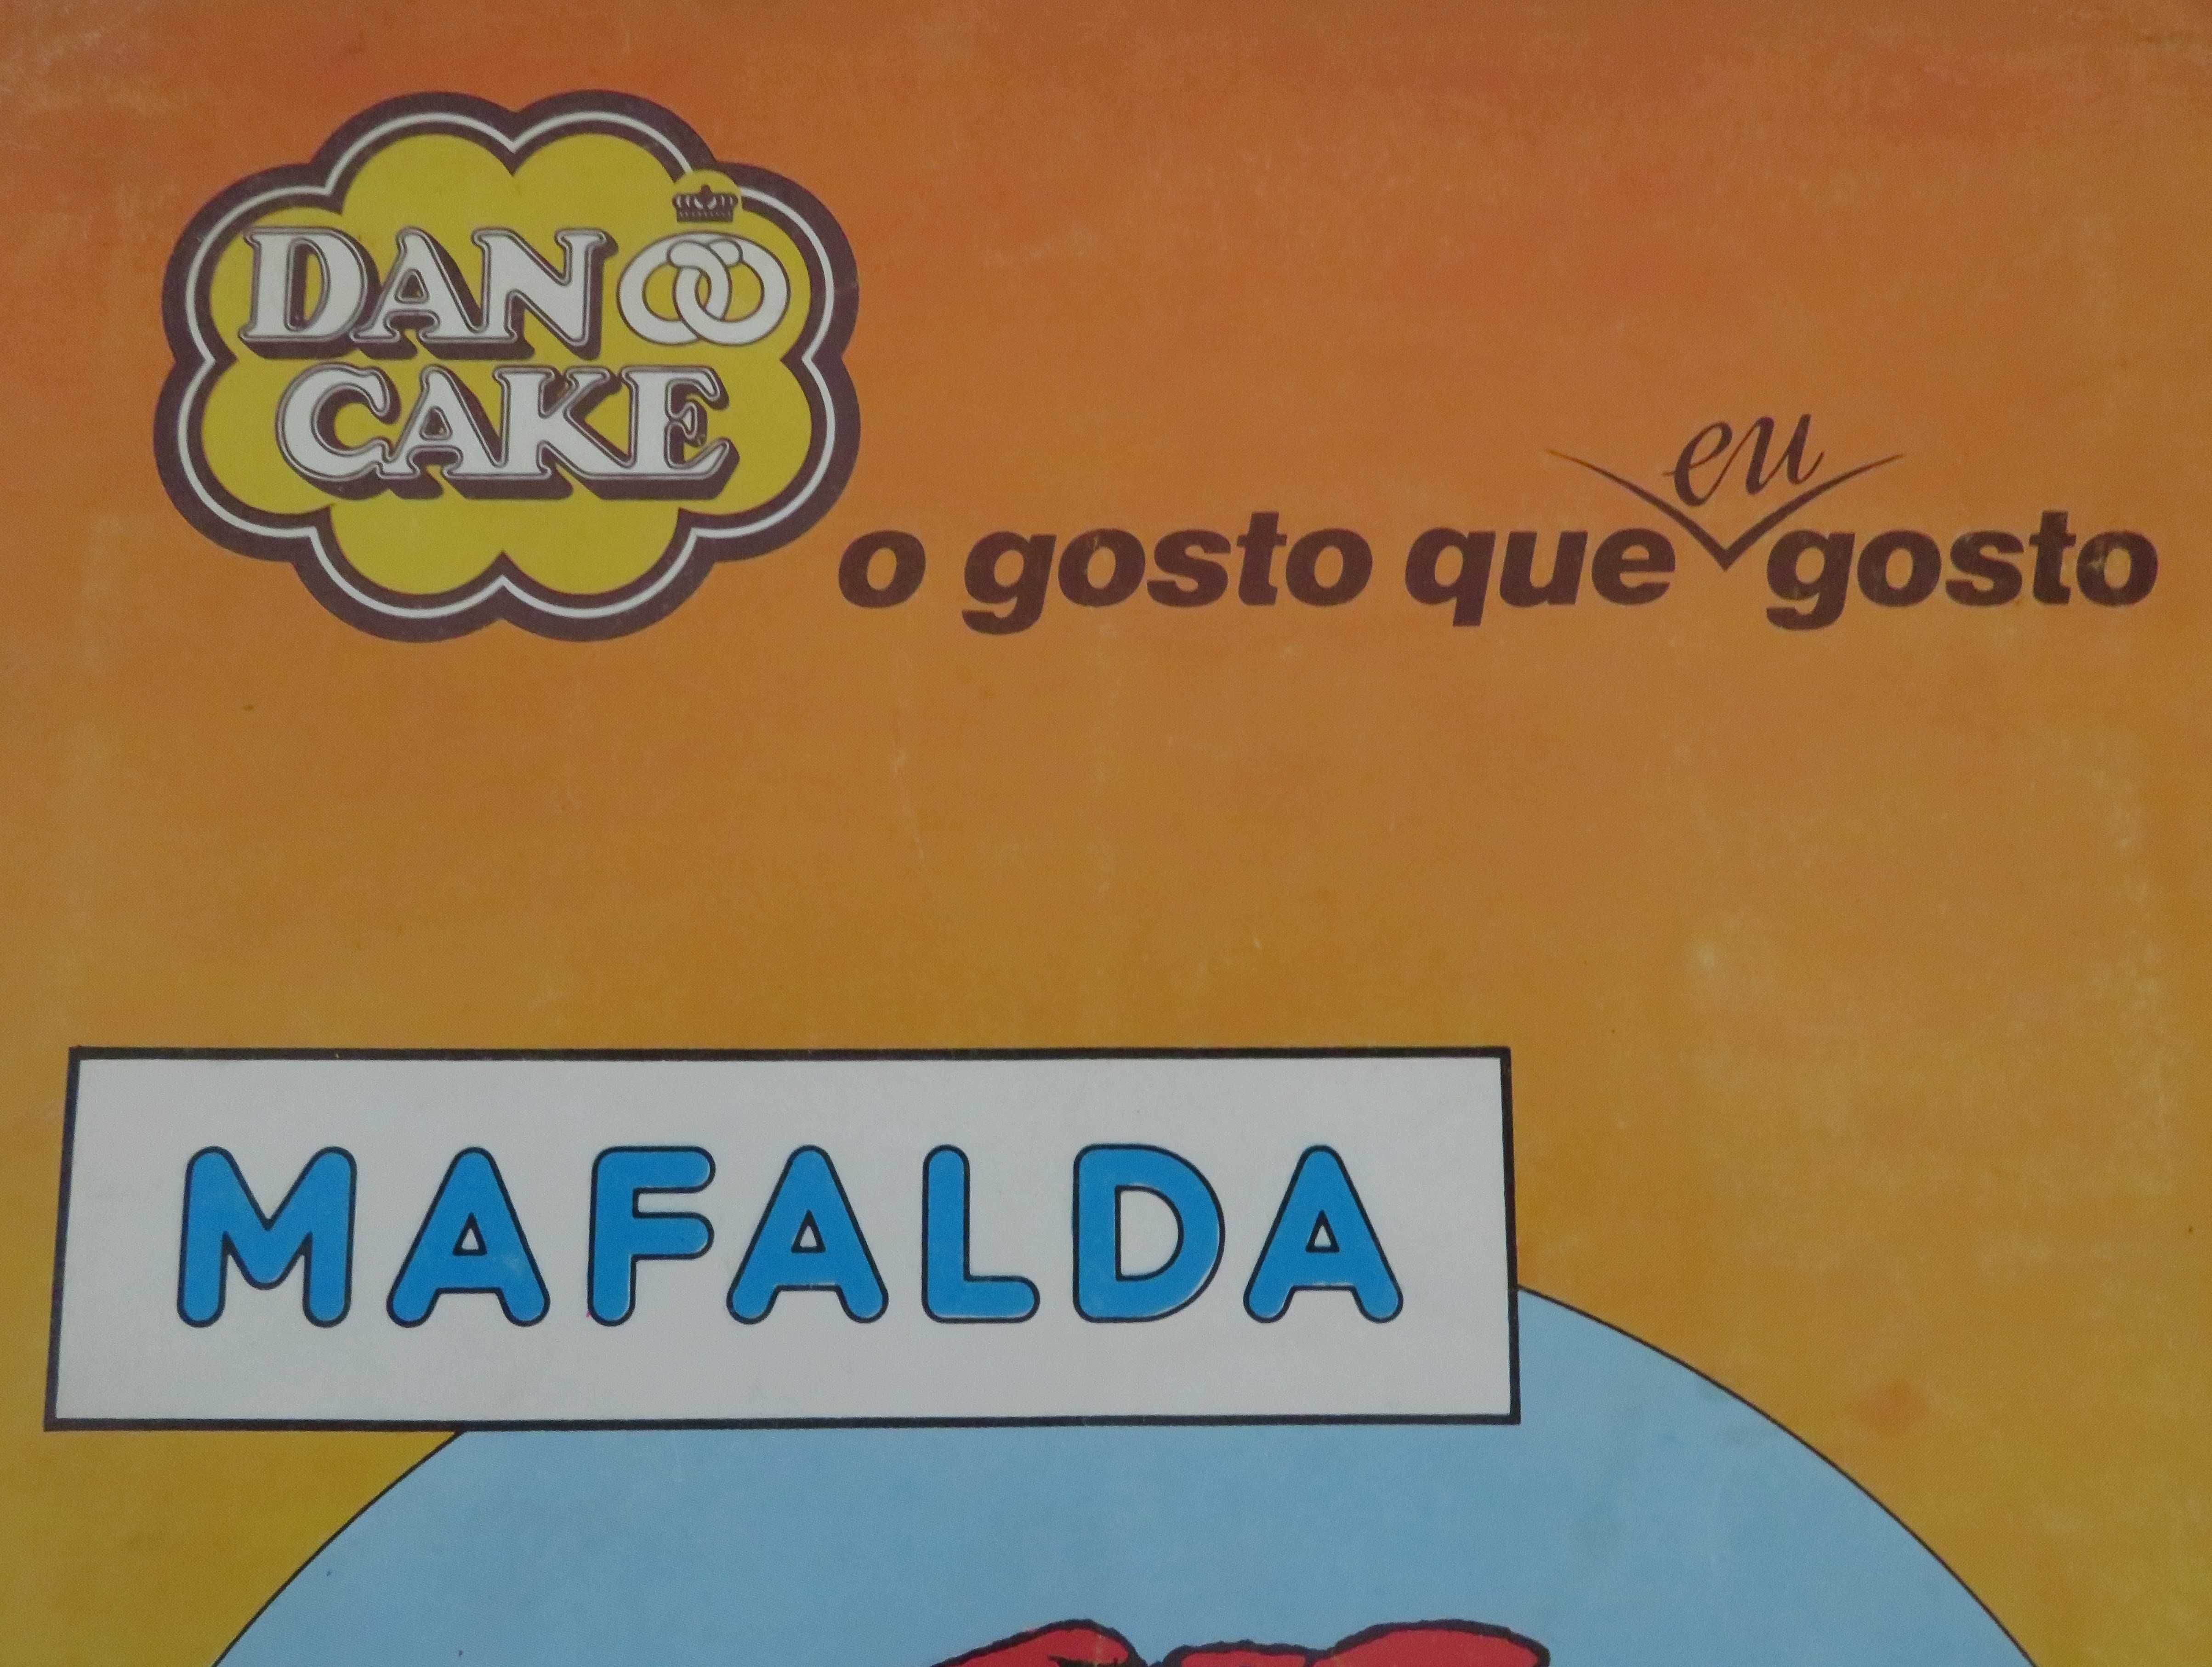 DAN
CAKE
o gosto que eu gosto
MAFALDA